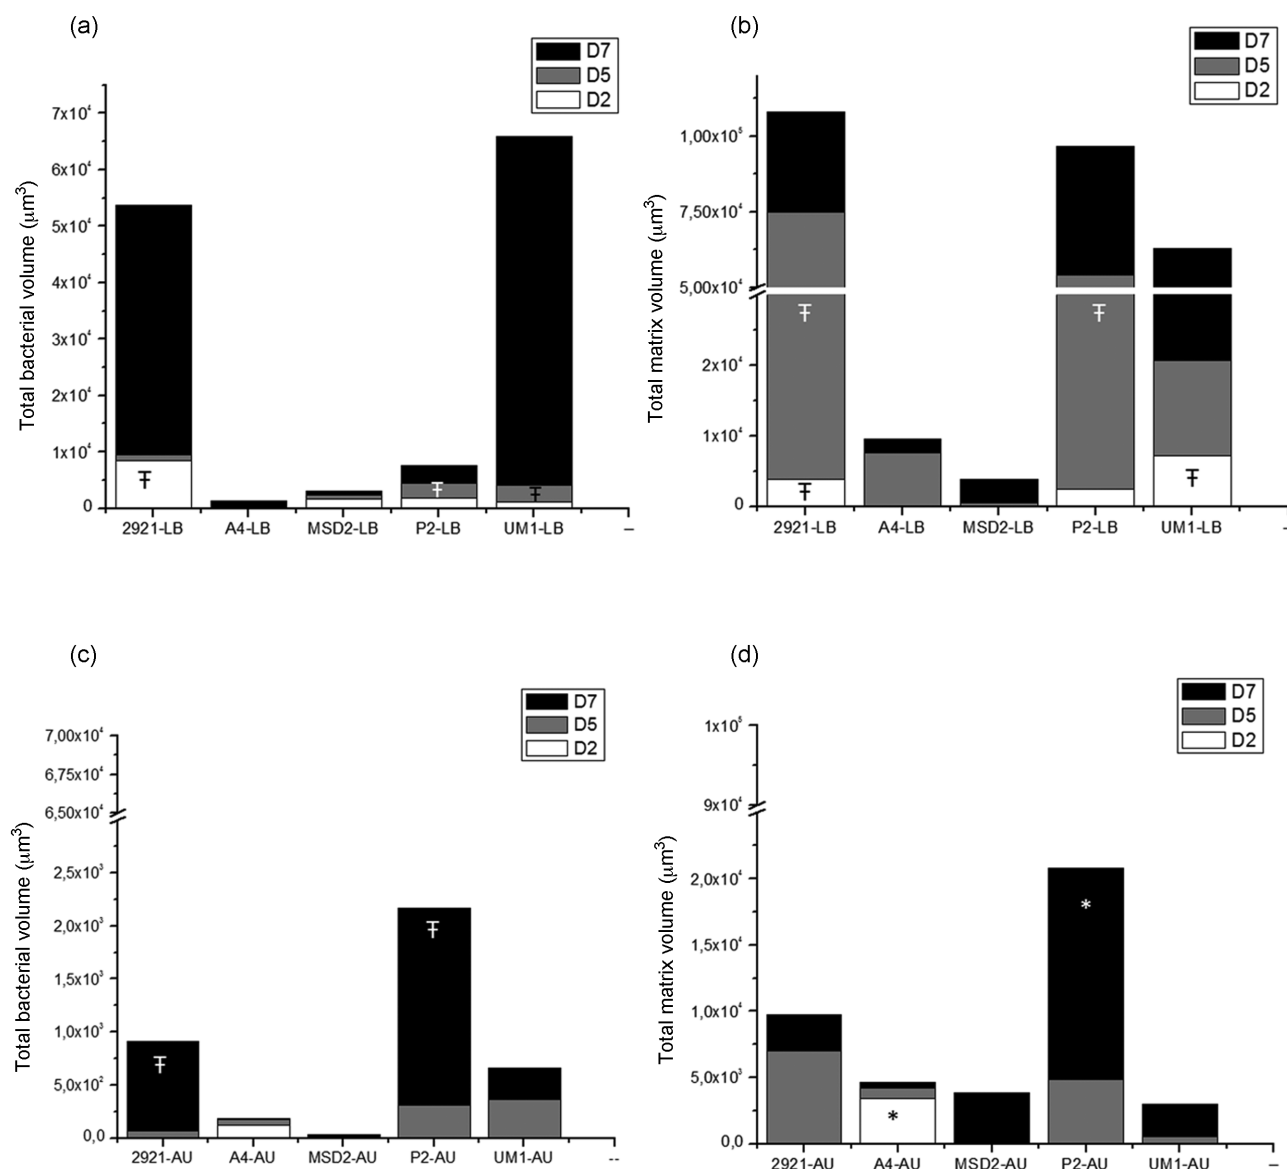 (a)
D7
D5
D2
Total bacterial volume (μm³)
7x10⁴
6x10⁴
5x10⁴
4x10⁴
3x10⁴
2x10⁴
1x10⁴
0
2921-LB A4-LB MSD2-LB P2-LB UM1-LB –
Ŧ Ŧ Ŧ
(b)
D7
D5
D2
Total matrix volume (μm³)
1,00x10⁵
7,50x10⁴
5,00x10⁴
2x10⁴
1x10⁴
0
2921-LB A4-LB MSD2-LB P2-LB UM1-LB –
Ŧ Ŧ
Ŧ Ŧ
(c)
D7
D5
D2
Total bacterial volume (μm³)
7,00x10⁴
6,75x10⁴
6,50x10⁴
2,5x10³
2,0x10³
1,5x10³
1,0x10³
5,0x10²
0,0
2921-AU A4-AU MSD2-AU P2-AU UM1-AU --
Ŧ Ŧ
(d)
D7
D5
D2
Total matrix volume (μm³)
1x10⁵
9x10⁴
2,0x10⁴
1,5x10⁴
1,0x10⁴
5,0x10³
0,0
2921-AU A4-AU MSD2-AU P2-AU UM1-AU –
* *